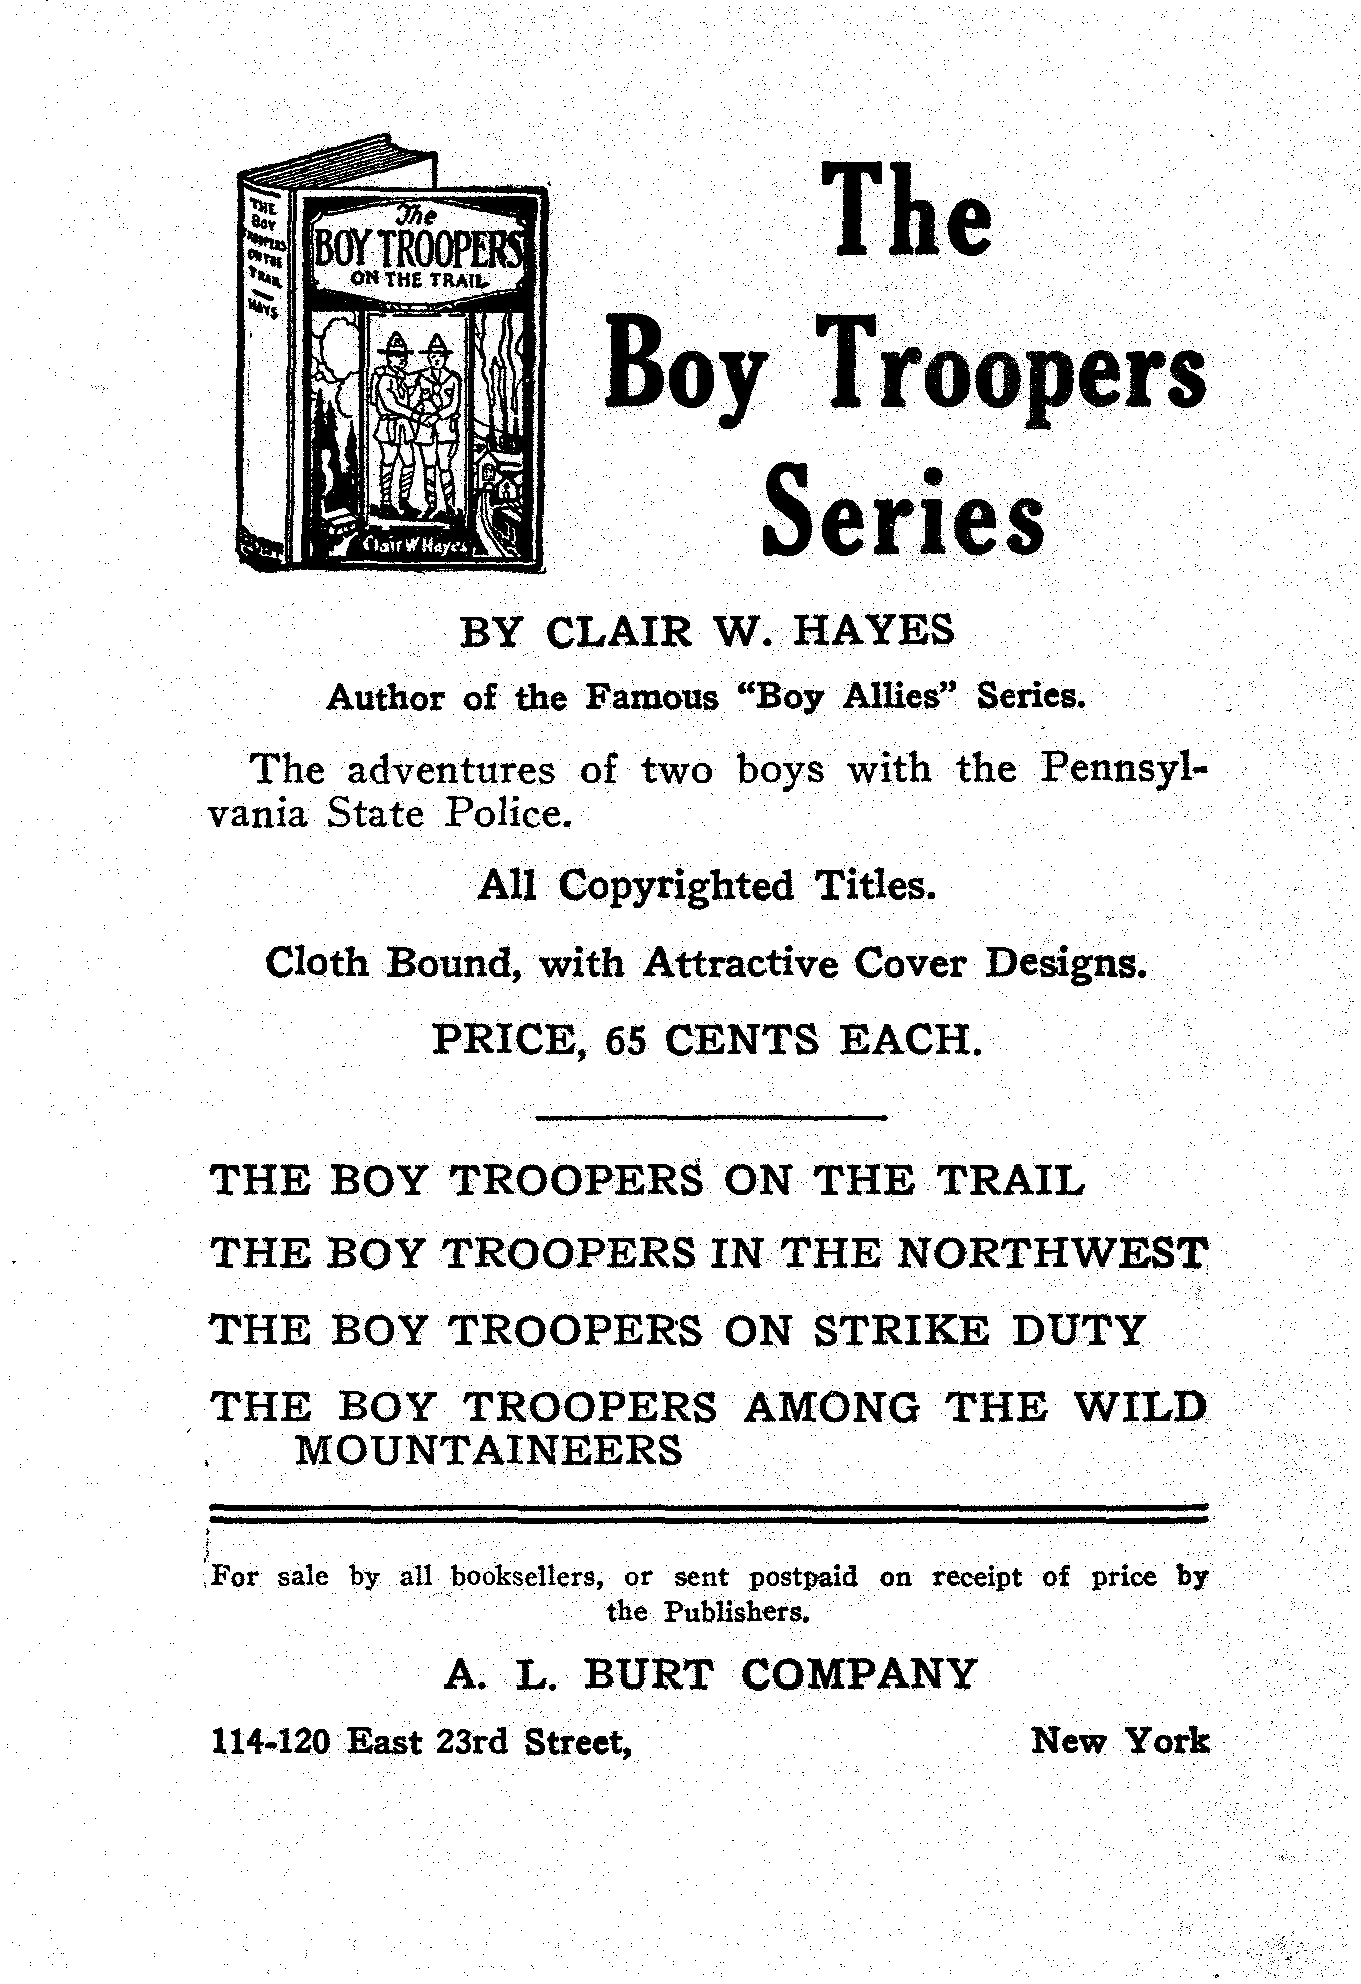 THE
BOY
TROOPERS
ON THE
TRAIL
HAYS
The
BOY TROOPERS
ON THE TRAIL
Clair W Hayes
The
Boy Troopers
Series
BY CLAIR W. HAYES
Author of the Famous “Boy Allies” Series.
The adventures of two boys with the Pennsyl-
vania State Police.
All Copyrighted Titles.
Cloth Bound, with Attractive Cover Designs.
PRICE, 65 CENTS EACH.
THE BOY TROOPERS ON THE TRAIL
THE BOY TROOPERS IN THE NORTHWEST
THE BOY TROOPERS ON STRIKE DUTY
THE BOY TROOPERS AMONG THE WILD
MOUNTAINEERS
For sale by all booksellers, or sent postpaid on receipt of price by
the Publishers.
A. L. BURT COMPANY
114-120 East 23rd Street, New York